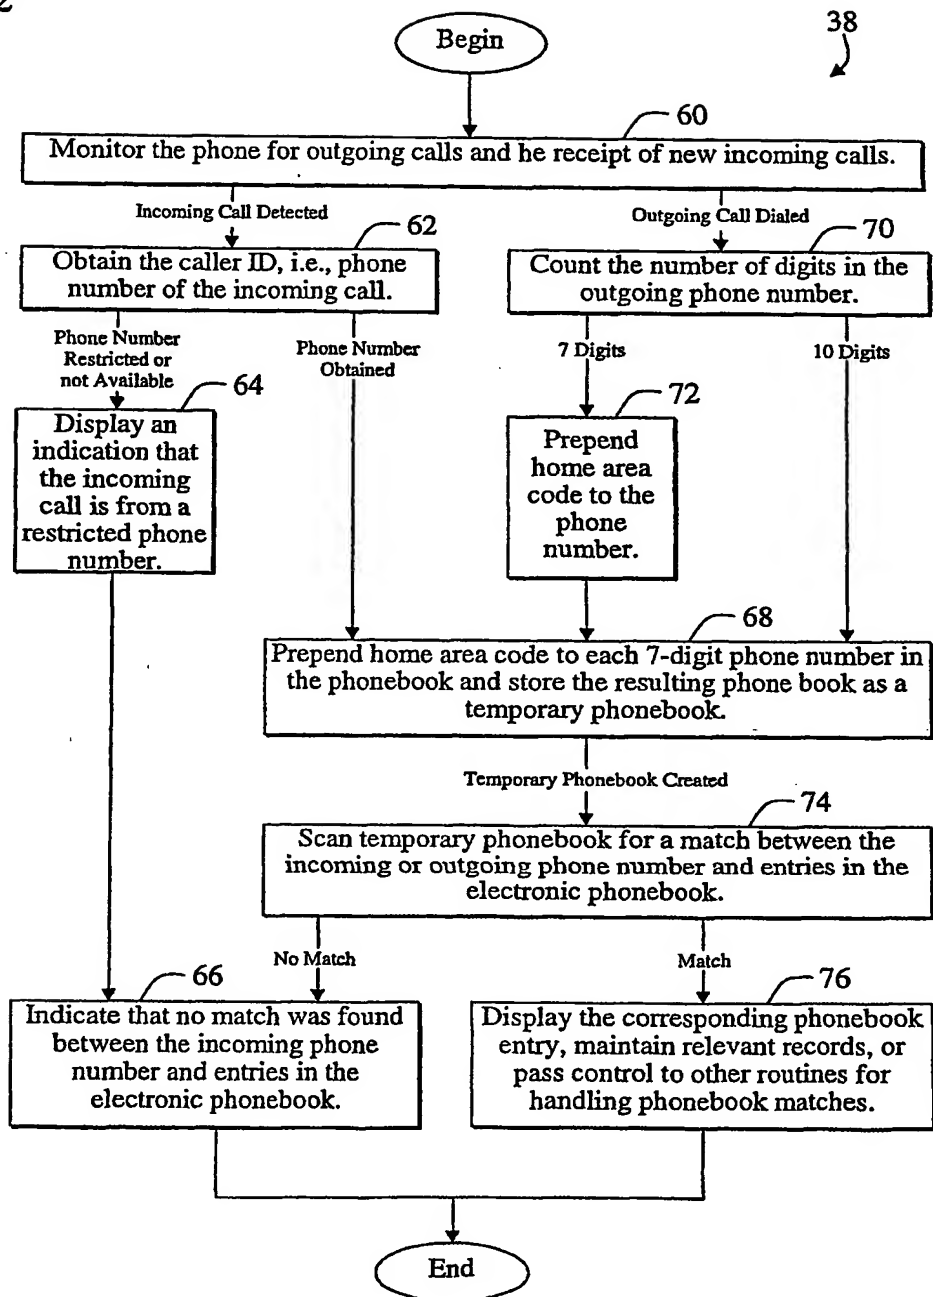 2
38
Begin
60
Monitor the phone for outgoing calls and he receipt of new incoming calls.
Incoming Call Detected
Outgoing Call Dialed
62
70
Obtain the caller ID, i.e., phone
number of the incoming call.
Count the number of digits in the
outgoing phone number.
Phone Number
Restricted or
not Available
Phone Number
Obtained
7 Digits
10 Digits
64
72
Display an
indication that
the incoming
call is from a
restricted phone
number.
Prepend
home area
code to the
phone
number.
68
Prepend home area code to each 7-digit phone number in
the phonebook and store the resulting phone book as a
temporary phonebook.
Temporary Phonebook Created
74
Scan temporary phonebook for a match between the
incoming or outgoing phone number and entries in the
electronic phonebook.
No Match
Match
66
76
Indicate that no match was found
between the incoming phone
number and entries in the
electronic phonebook.
Display the corresponding phonebook
entry, maintain relevant records, or
pass control to other routines for
handling phonebook matches.
End